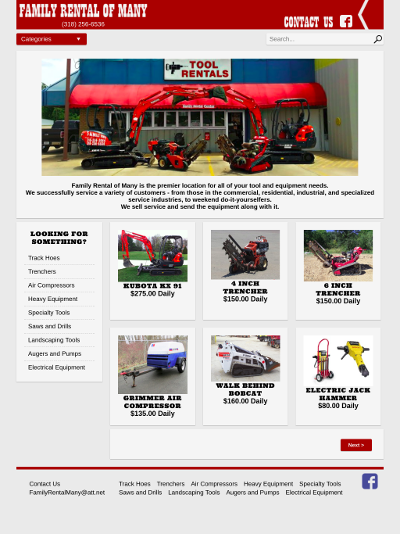 FAMILY RENTAL OF MANY
(318) 256-6536
CONTACT US
Categories
Search...
TOOL
RENTALS
Family Rental of Many is the premier location for all of your tool and equipment needs.
We successfully service a variety of customers - from those in the commercial, residential, industrial, and specialized
service industries, to weekend do-it-yourselfers.
We sell service and send the equipment along with it.
LOOKING FOR
SOMETHING?
Track Hoes
Trenchers
Air Compressors
Heavy Equipment
Specialty Tools
Saws and Drills
Landscaping Tools
Augers and Pumps
Electrical Equipment
KUBOTA KX 91
$275.00 Daily
4 INCH
TRENCHER
$150.00 Daily
6 INCH
TRENCHER
$150.00 Daily
GRIMMER AIR
COMPRESSOR
$135.00 Daily
WALK BEHIND
BOBCAT
$160.00 Daily
ELECTRIC JACK
HAMMER
$80.00 Daily
Next >
Contact Us
FamilyRentalMany@att.net
Track Hoes Trenchers Air Compressors Heavy Equipment Specialty Tools
Saws and Drills Landscaping Tools Augers and Pumps Electrical Equipment